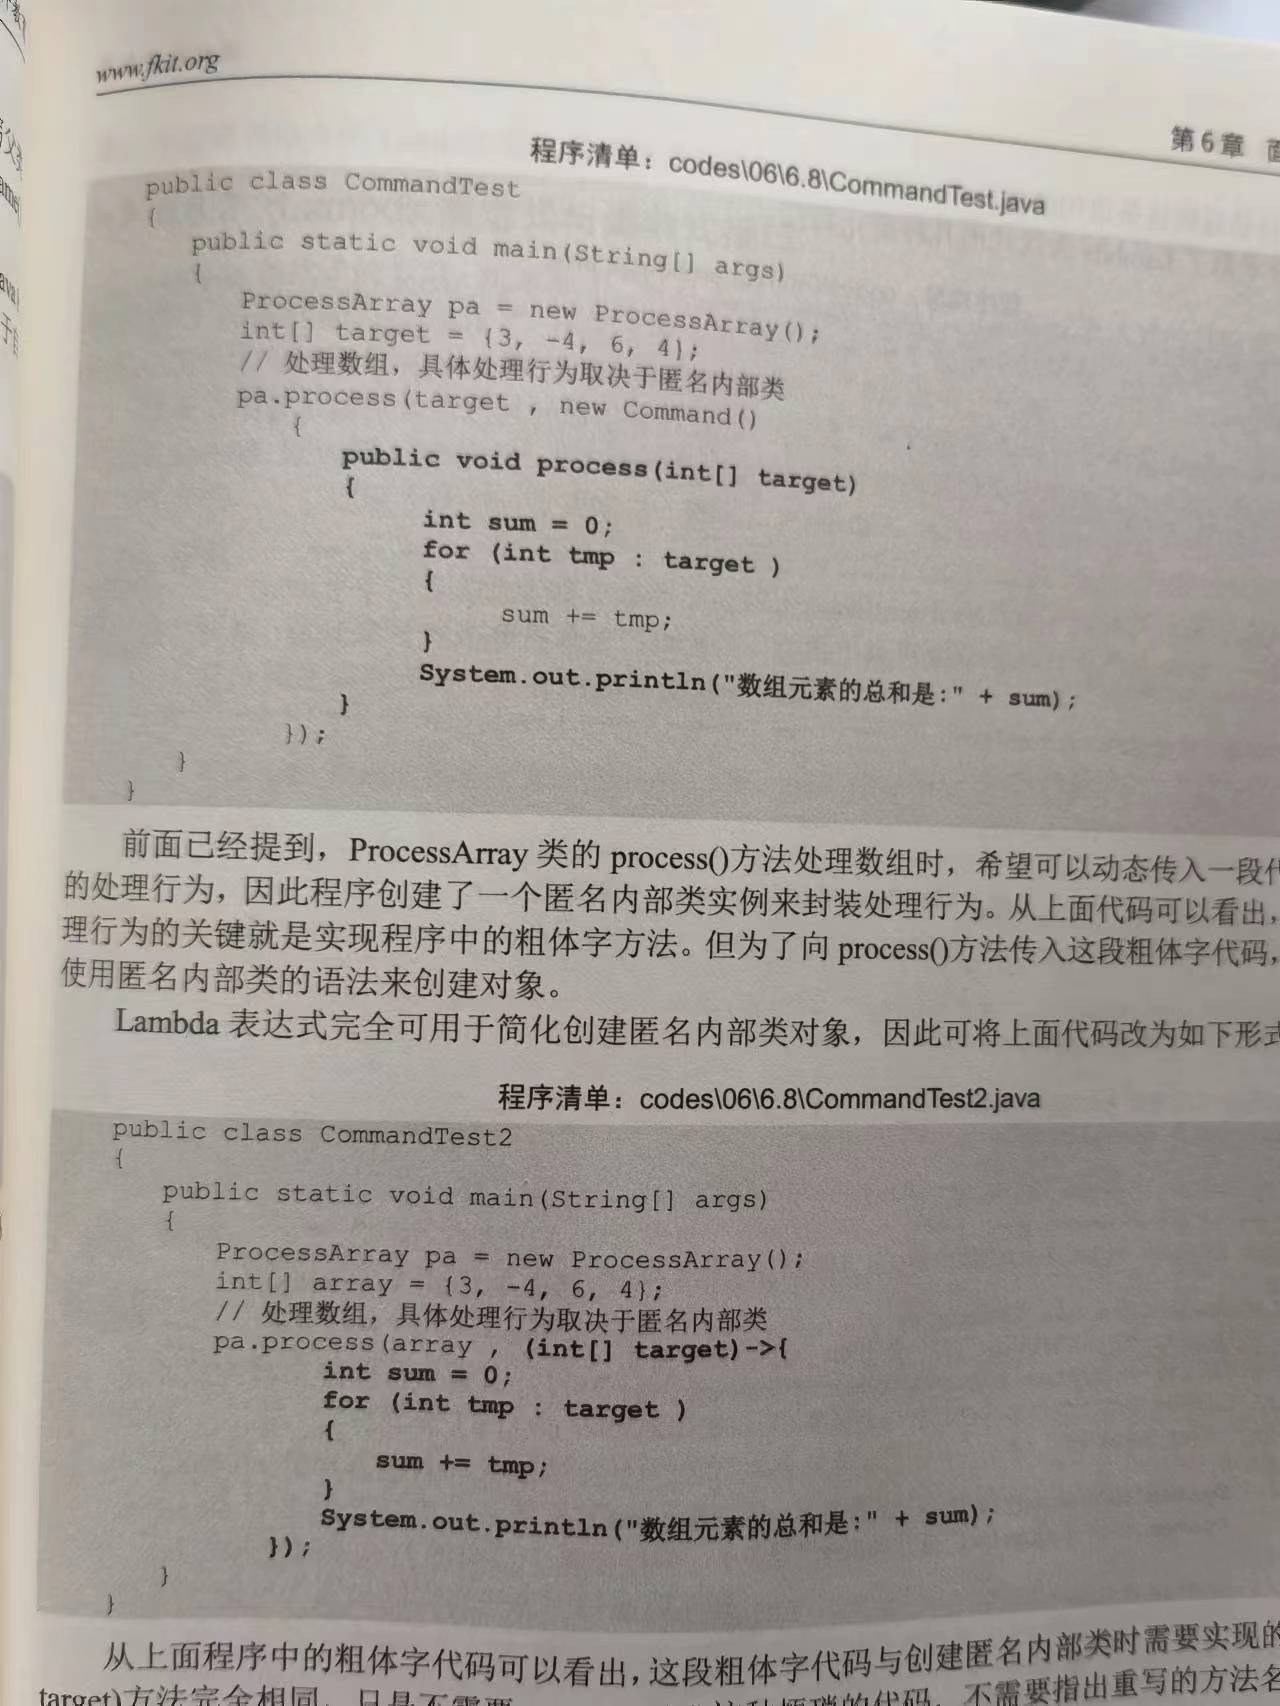 www.fkit.org
第6章 面
程序清单：codes\06\6.8\CommandTest.java
public class CommandTest
{
public static void main(String[] args)
{
ProcessArray pa = new ProcessArray();
int[] target = {3, -4, 6, 4};
// 处理数组，具体处理行为取决于匿名内部类
pa.process(target , new Command()
{
public void process(int[] target)
{
int sum = 0;
for (int tmp : target )
{
sum += tmp;
}
System.out.println("数组元素的总和是:" + sum);
}
});
}
}
前面已经提到，ProcessArray 类的 process()方法处理数组时，希望可以动态传入一段代
的处理行为，因此程序创建了一个匿名内部类实例来封装处理行为。从上面代码可以看出，
理行为的关键就是实现程序中的粗体字方法。但为了向 process()方法传入这段粗体字代码，
使用匿名内部类的语法来创建对象。
Lambda 表达式完全可用于简化创建匿名内部类对象，因此可将上面代码改为如下形式
程序清单：codes\06\6.8\CommandTest2.java
public class CommandTest2
{
public static void main(String[] args)
{
ProcessArray pa = new ProcessArray();
int[] array = {3, -4, 6, 4};
// 处理数组，具体处理行为取决于匿名内部类
pa.process(array , (int[] target)->{
int sum = 0;
for (int tmp : target )
{
sum += tmp;
}
System.out.println("数组元素的总和是:" + sum);
});
}
}
从上面程序中的粗体字代码可以看出，这段粗体字代码与创建匿名内部类时需要实现的
target)方法完全相同，只是不需要 这种烦琐的代码，不需要指出重写的方法名